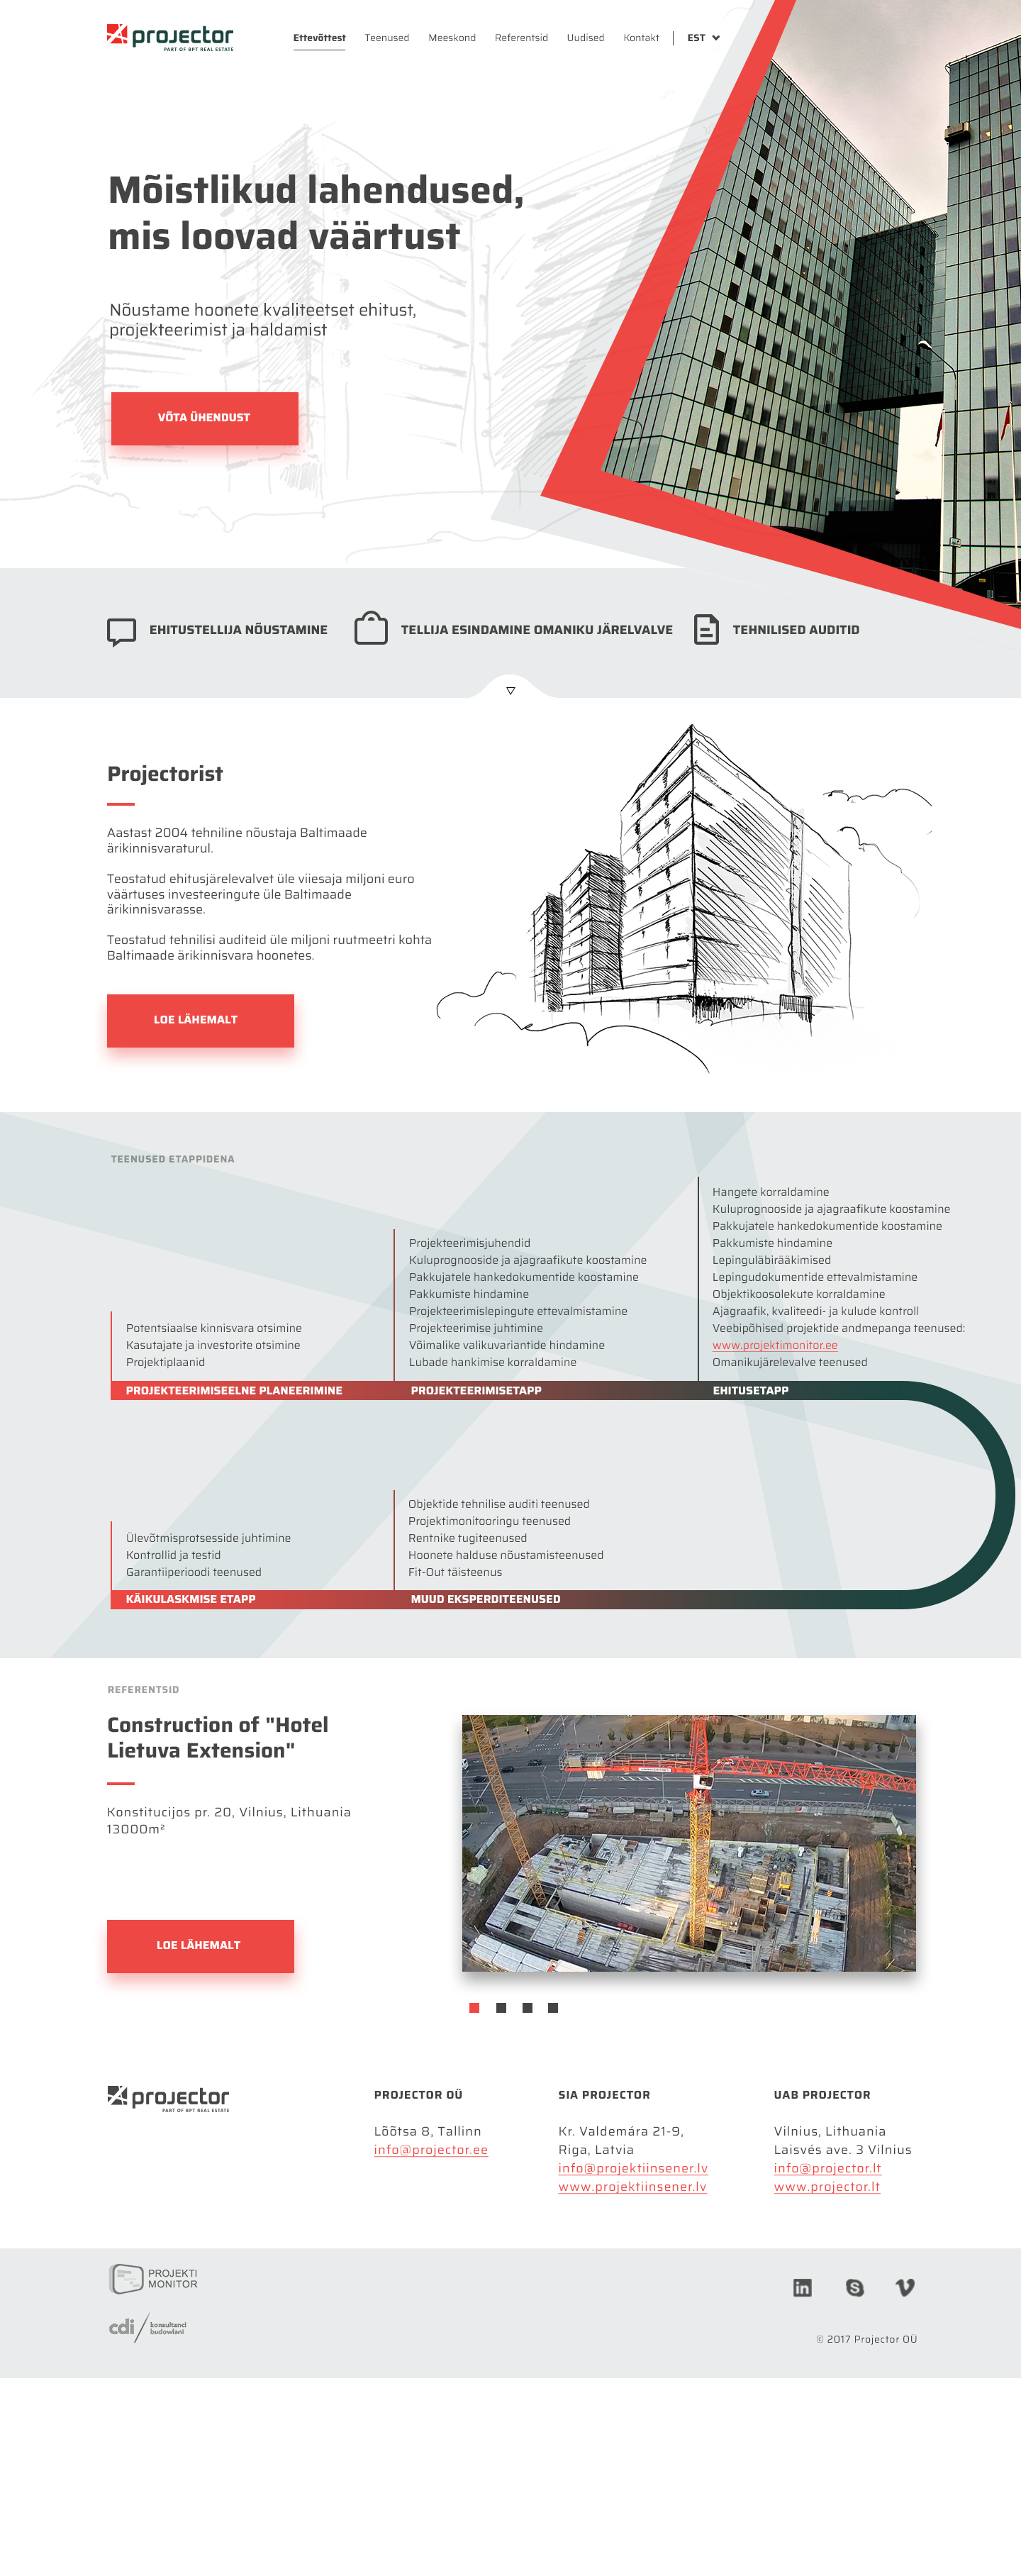 projector
PART OF RPT REAL ESTATE
Ettevõttest
Teenused
Meeskond
Referentsid
Uudised
Kontakt
EST
Mõistlikud lahendused,
mis loovad väärtust
Nõustame hoonete kvaliteetset ehitust,
projekteerimist ja haldamist
VÕTA ÜHENDUST
EHITUSTELLIJA NÕUSTAMINE
TELLIJA ESINDAMINE OMANIKU JÄRELVALVE
TEHNILISED AUDITID
Projectorist
Aastast 2004 tehniline nõustaja Baltimaade
ärikinnisvaraturul.
Teostatud ehitusjärelevalvet üle viiesaja miljoni euro
väärtuses investeeringute üle Baltimaade
ärikinnisvarasse.
Teostatud tehnilisi auditeid üle miljoni ruutmeetri kohta
Baltimaade ärikinnisvara hoonetes.
LOE LÄHEMALT
TEENUSED ETAPPIDENA
Potentsiaalse kinnisvara otsimine
Kasutajate ja investorite otsimine
Projektiplaanid
PROJEKTEERIMISEELNE PLANEERIMINE
Projekteerimisjuhendid
Kuluprognooside ja ajagraafikute koostamine
Pakkujatele hankedokumentide koostamine
Pakkumiste hindamine
Projekteerimislepingute ettevalmistamine
Projekteerimise juhtimine
Võimalike valikuvariantide hindamine
Lubade hankimise korraldamine
PROJEKTEERIMISETAPP
Hangete korraldamine
Kuluprognooside ja ajagraafikute koostamine
Pakkujatele hankedokumentide koostamine
Pakkumiste hindamine
Lepinguläbirääkimised
Lepingudokumentide ettevalmistamine
Objektikoosolekute korraldamine
Ajagraafik, kvaliteedi- ja kulude kontroll
Veebipõhised projektide andmepanga teenused:
www.projektimonitor.ee
Omanikujärelevalve teenused
EHITUSETAPP
Ülevõtmisprotsesside juhtimine
Kontrollid ja testid
Garantiiperioodi teenused
KÄIKULASKMISE ETAPP
Objektide tehnilise auditi teenused
Projektimonitooringu teenused
Rentnike tugiteenused
Hoonete halduse nõustamisteenused
Fit-Out täisteenus
MUUD EKSPERDITEENUSED
REFERENTSID
Construction of "Hotel
Lietuva Extension"
Konstitucijos pr. 20, Vilnius, Lithuania
13000m²
LOE LÄHEMALT
projector
PART OF RPT REAL ESTATE
PROJECTOR OÜ
Lõõtsa 8, Tallinn
info@projector.ee
SIA PROJECTOR
Kr. Valdemára 21-9,
Riga, Latvia
info@projektiinsener.lv
www.projektiinsener.lv
UAB PROJECTOR
Vilnius, Lithuania
Laisvés ave. 3 Vilnius
info@projector.lt
www.projector.lt
PROJEKTI
MONITOR
cdi
konsultanci
budowlani
in
© 2017 Projector OÜ